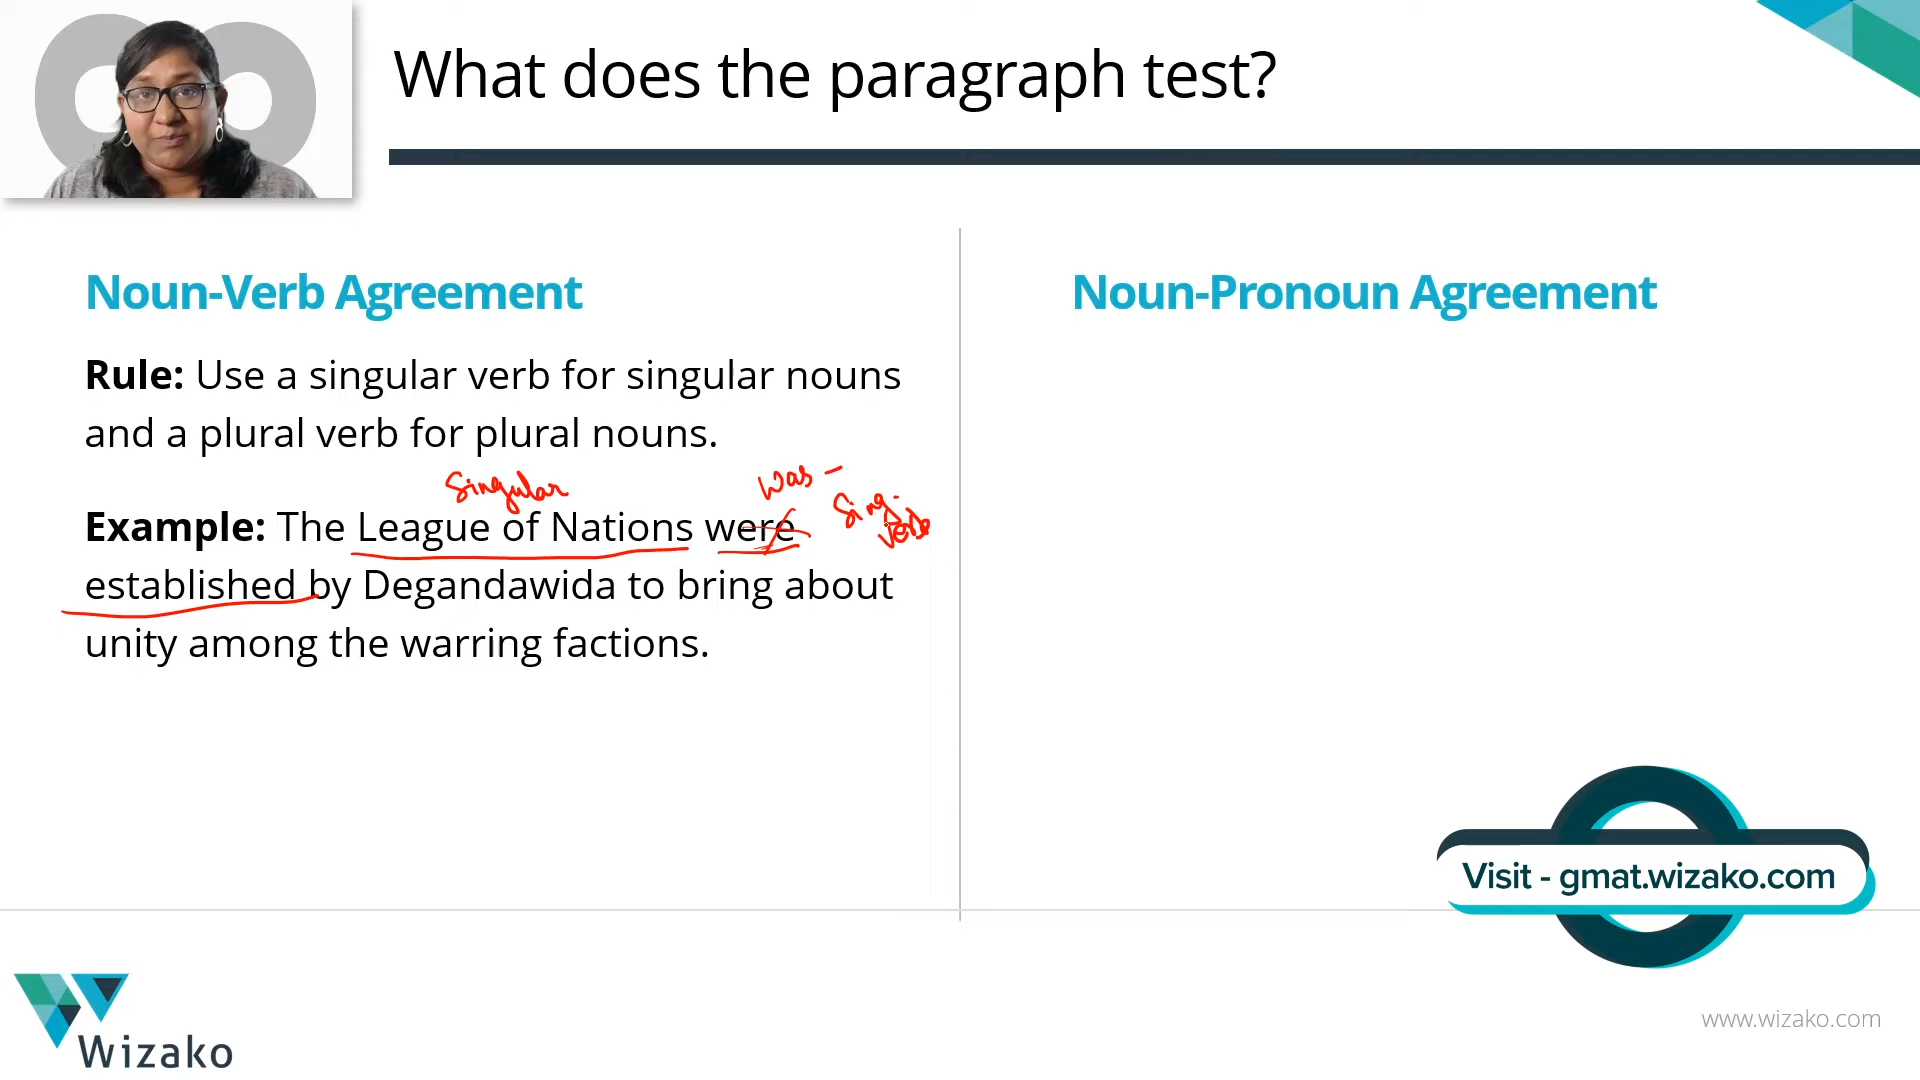 What does the paragraph test?
Noun-Verb Agreement
Rule: Use a singular verb for singular nouns
and a plural verb for plural nouns.
Singular
was -
Sing.
verb
Example: The League of Nations were
established by Degandawida to bring about
unity among the warring factions.
Noun-Pronoun Agreement
Visit - gmat.wizako.com
Wizako
www.wizako.com